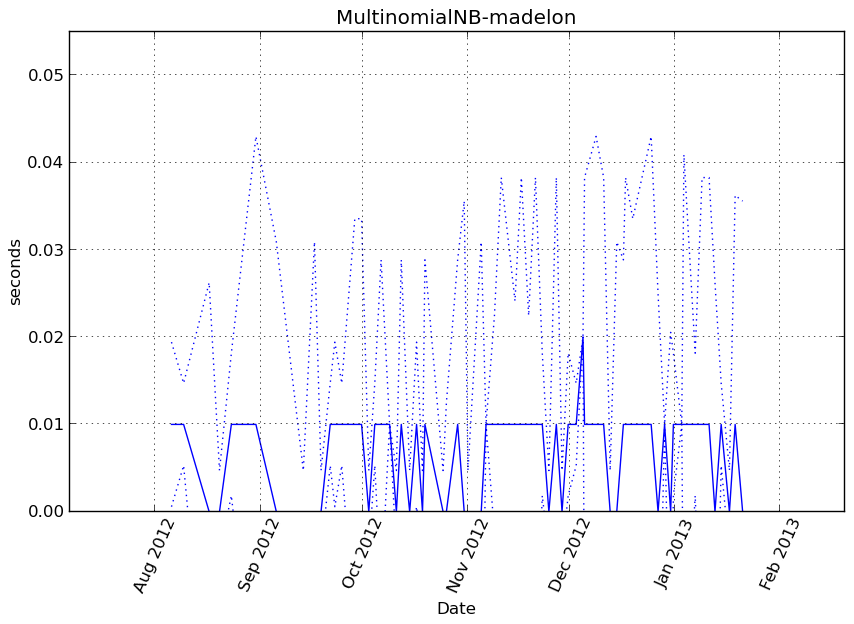 MultinomialNB-madelon
0.05
0.04
0.03
0.02
0.01
0.00
seconds
Aug 2012
Sep 2012
Oct 2012
Nov 2012
Dec 2012
Jan 2013
Feb 2013
Date